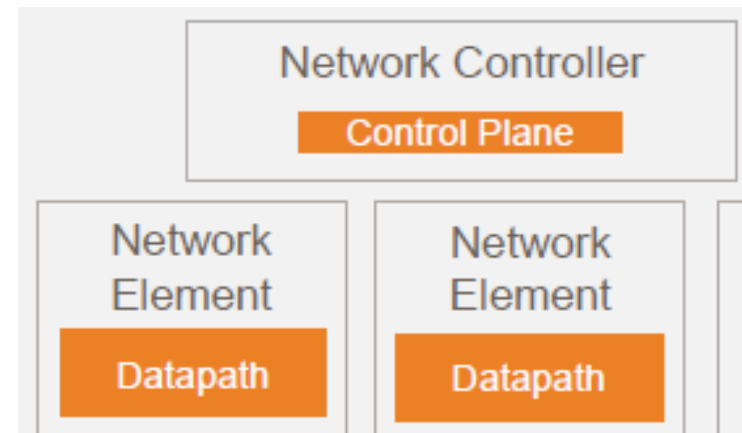 Network Controller
Control Plane
Network
Element
Datapath
Network
Element
Datapath